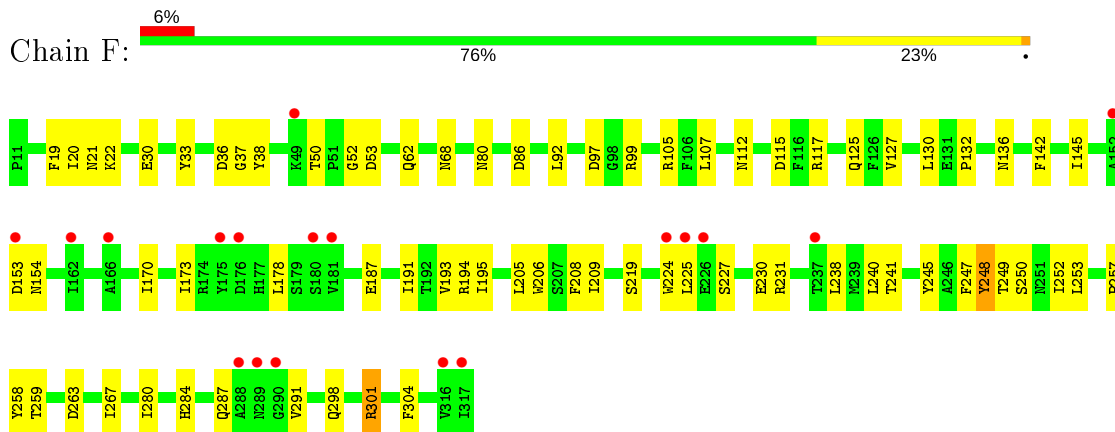 6%
Chain F:
76% 23% •
P11 F19 I20 N21 K22 E30 Y33 D36 G37 Y38 K49 T50 P51 G52 D53 Q62 N68 N80 D86 L92 D97 G98 R99 R105 F106 L107 N112 D115 F116 R117 Q125 F126 V127 L130 E131 P132 N136 F142 I145 A152
D153 N154 I162 A166 I170 I173 R174 Y175 D176 H177 L178 S179 S180 V181 E187 I191 T192 V193 R194 I195 L205 W206 S207 F208 I209 S219 W224 L225 E226 S227 E230 R231 T237 L238 M239 L240 T241 Y245 A246 F247 Y248 T249 S250 N251 I252 L253
Y258 T259 D263 I267 I280 H284 Q287 A288 N289 G290 V291 Q298 R301 F304 V316 I317